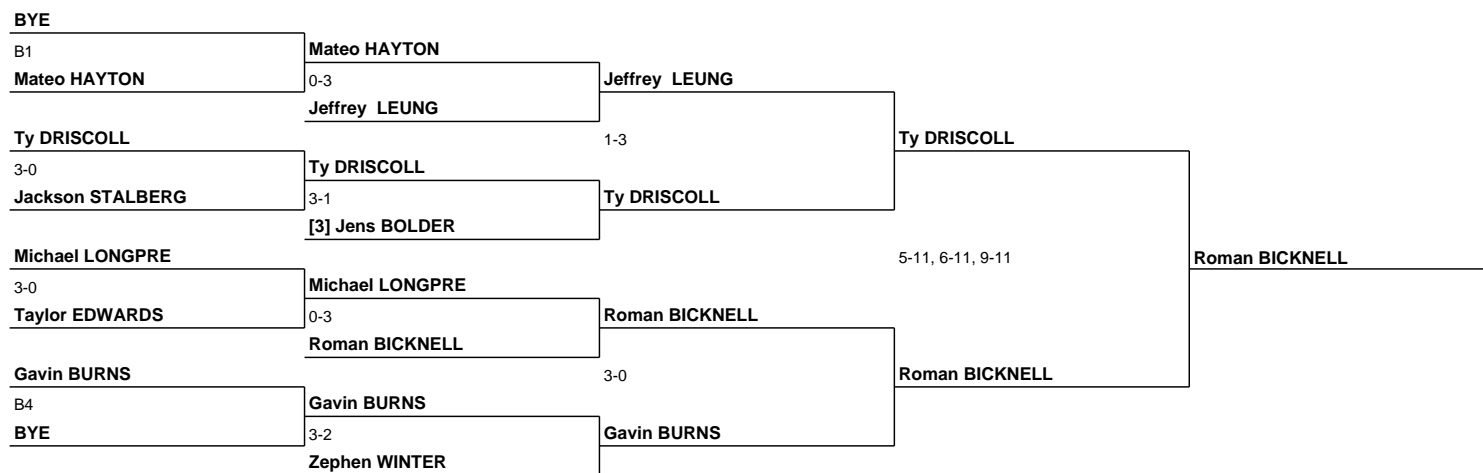 BYE
B1
Mateo HAYTON
Mateo HAYTON
0-3
Jeffrey LEUNG
Jeffrey LEUNG
1-3
Ty DRISCOLL
3-0
Jackson STALBERG
Ty DRISCOLL
3-1
[3] Jens BOLDER
Ty DRISCOLL
Ty DRISCOLL
5-11, 6-11, 9-11
Roman BICKNELL
Michael LONGPRE
3-0
Taylor EDWARDS
Michael LONGPRE
0-3
Roman BICKNELL
Roman BICKNELL
3-0
Roman BICKNELL
Gavin BURNS
B4
BYE
Gavin BURNS
3-2
Zephen WINTER
Gavin BURNS